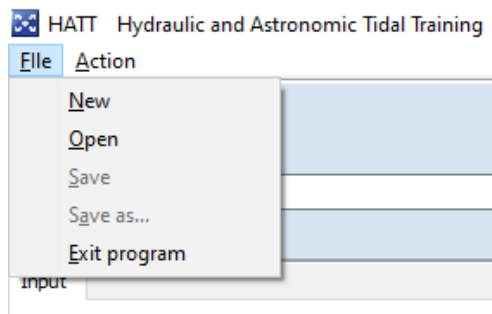 HATT Hydraulic and Astronomic Tidal Training
FIle Action
New
Open
Save
Save as...
Exit program
Input